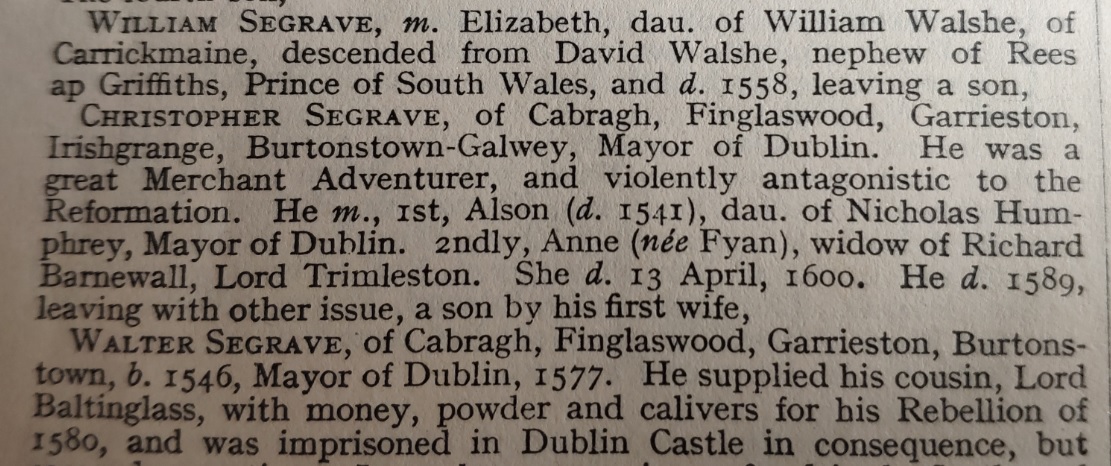 WILLIAM SEGRAVE, m. Elizabeth, dau. of William Walshe, of
Carrickmaine, descended from David Walshe, nephew of Rees
ap Griffiths, Prince of South Wales, and d. 1558, leaving a son,
CHRISTOPHER SEGRAVE, of Cabragh, Finglaswood, Garrieston,
Irishgrange, Burtonstown-Galwey, Mayor of Dublin. He was a
great Merchant Adventurer, and violently antagonistic to the
Reformation. He m., 1st, Alson (d. 1541), dau. of Nicholas Hum-
phrey, Mayor of Dublin. 2ndly, Anne (née Fyan), widow of Richard
Barnewall, Lord Trimleston. She d. 13 April, 1600. He d. 1589,
leaving with other issue, a son by his first wife,
WALTER SEGRAVE, of Cabragh, Finglaswood, Garrieston, Burtons-
town, b. 1546, Mayor of Dublin, 1577. He supplied his cousin, Lord
Baltinglass, with money, powder and calivers for his Rebellion of
1580, and was imprisoned in Dublin Castle in consequence, but